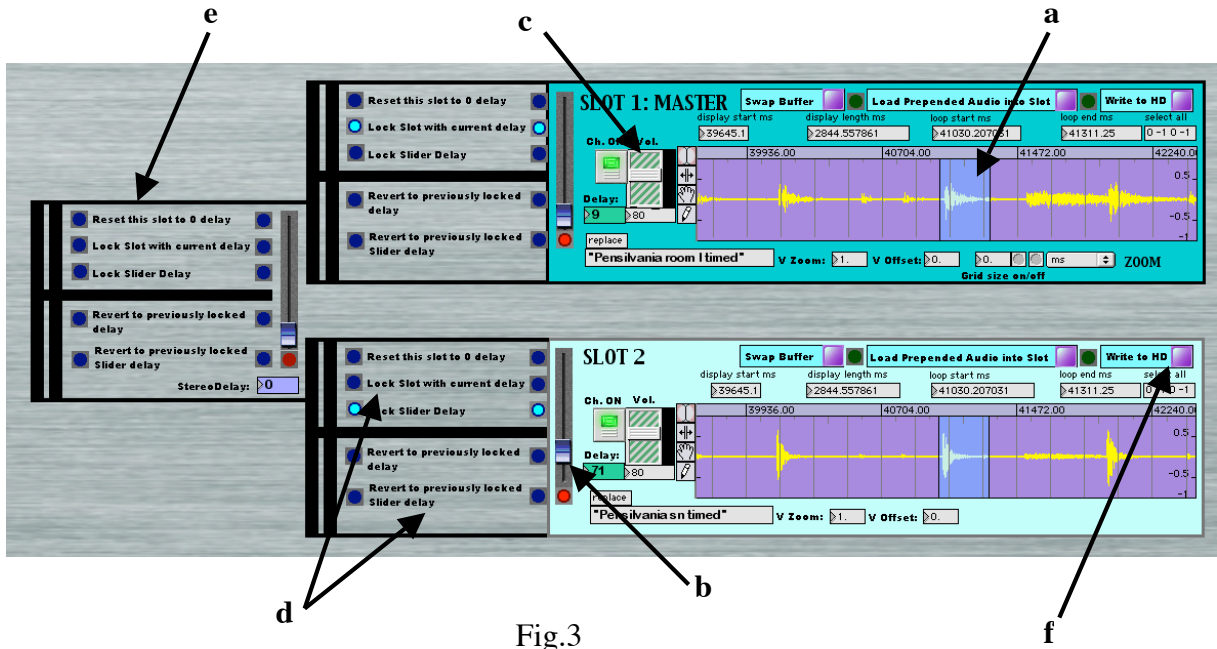 e
c
a
Reset this slot to 0 delay
Lock Slot with current delay
Lock Slider Delay
Revert to previously locked
delay
Revert to previously locked
Slider delay
SLOT 1: MASTER
Swap Buffer
Load Prepended Audio into Slot
Write to HD
display start ms
display length ms
loop start ms
loop end ms
select all
39645.1
2844.557861
41030.207031
41311.25
0 -1 0 -1
Ch. ON
Vol.
39936.00
40704.00
41472.00
42240.0
0.5
-0.5
-1
Delay:
9
80
replace
"Pensilvania room l timed"
V Zoom:
1.
V Offset:
0.
0.
ms
ZOOM
Grid size on/off
Reset this slot to 0 delay
Lock Slot with current delay
Lock Slider Delay
Revert to previously locked
delay
Revert to previously locked
Slider delay
StereoDelay:
0
Reset this slot to 0 delay
Lock Slot with current delay
Lock Slider Delay
Revert to previously locked
delay
Revert to previously locked
Slider delay
SLOT 2
Swap Buffer
Load Prepended Audio into Slot
Write to HD
display start ms
display length ms
loop start ms
loop end ms
select all
39645.1
2844.557861
41030.207031
41311.25
Ch. ON
Vol.
39936.00
40704.00
41472.00
42240.0
0.5
-0.5
-1
Delay:
71
80
replace
"Pensilvania sn timed"
V Zoom:
1.
V Offset:
0.
d
b
f
Fig.3